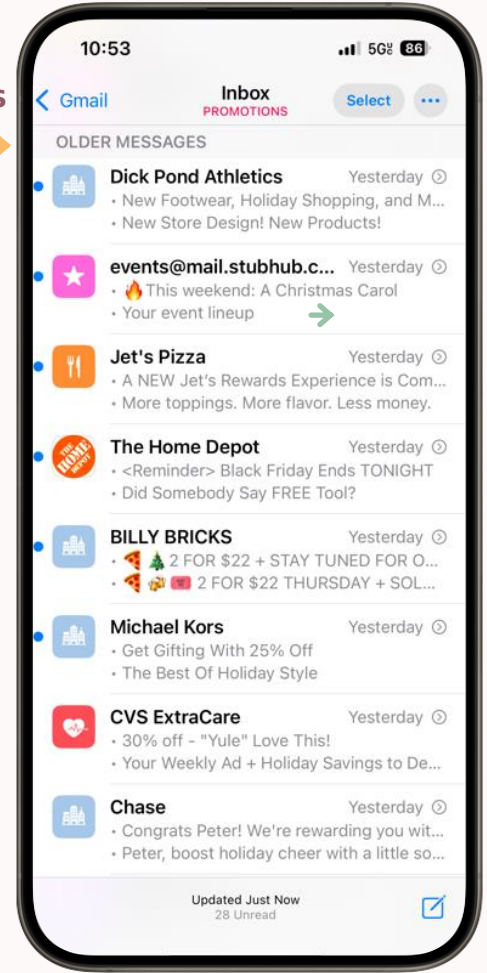 10:53
5G 86
s
Gmail
Inbox
PROMOTIONS
Select
OLDER MESSAGES
Dick Pond Athletics Yesterday
• New Footwear, Holiday Shopping, and M...
• New Store Design! New Products!
events@mail.stubhub.c... Yesterday
• 🔥This weekend: A Christmas Carol
• Your event lineup
Jet's Pizza Yesterday
• A NEW Jet's Rewards Experience is Com...
• More toppings. More flavor. Less money.
THE HOME DEPOT
The Home Depot Yesterday
• <Reminder> Black Friday Ends TONIGHT
• Did Somebody Say FREE Tool?
BILLY BRICKS Yesterday
• 🍕🎄2 FOR $22 + STAY TUNED FOR O...
• 🍕🍻🎟️ 2 FOR $22 THURSDAY + SOL...
Michael Kors Yesterday
• Get Gifting With 25% Off
• The Best Of Holiday Style
CVS ExtraCare Yesterday
• 30% off - "Yule" Love This!
• Your Weekly Ad + Holiday Savings to De...
Chase Yesterday
• Congrats Peter! We're rewarding you wit...
• Peter, boost holiday cheer with a little so...
Updated Just Now
28 Unread